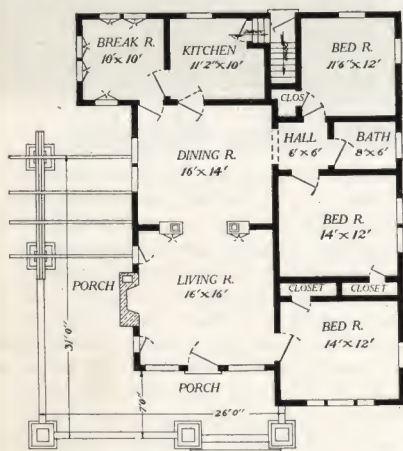 BREAK R.
10'x 10'
KITCHEN
11'2" x 10'
BED R.
11'6" x 12'
CLOS
HALL
6' x 6'
BATH
8' x 6'
DINING R.
16' x 14'
BED R.
14' x 12'
LIVING R.
16' x 16'
PORCH
CLOSET
CLOSET
BED R.
14' x 12'
31'0"
PORCH
7'0"
26'0"